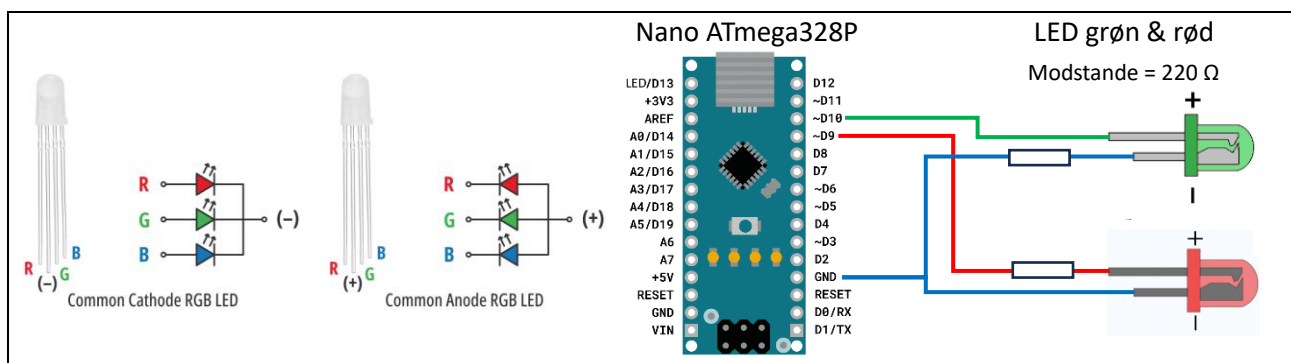 Nano ATmega328P
LED grøn & rød
Modstande = 220 Ω
R
G
B
(–)
R
(–)
G
B
Common Cathode RGB LED
R
G
B
(+)
R
(+)
G
B
Common Anode RGB LED
LED/D13
+3V3
AREF
A0/D14
A1/D15
A2/D16
A3/D17
A4/D18
A5/D19
A6
A7
+5V
RESET
GND
VIN
D12
~D11
~D10
~D9
D8
D7
~D6
~D5
D4
~D3
D2
GND
RESET
D0/RX
D1/TX
+
–
+
–